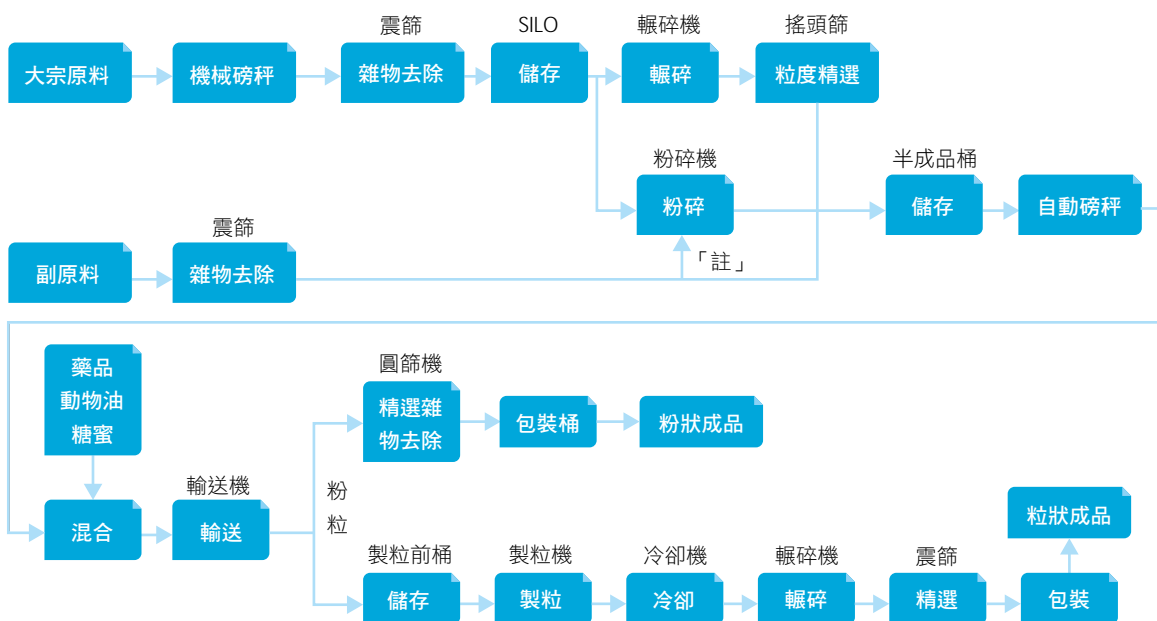 震篩
SILO
輾碎機
搖頭篩
大宗原料
機械磅秤
雜物去除
儲存
輾碎
粒度精選
粉碎機
半成品桶
粉碎
儲存
自動磅秤
震篩
「註」
副原料
雜物去除
藥品
動物油
糖蜜
圓篩機
精選雜
物去除
包裝桶
粉狀成品
輸送機
粉
粒
混合
輸送
粒狀成品
製粒前桶
製粒機
冷卻機
輾碎機
震篩
儲存
製粒
冷卻
輾碎
精選
包裝